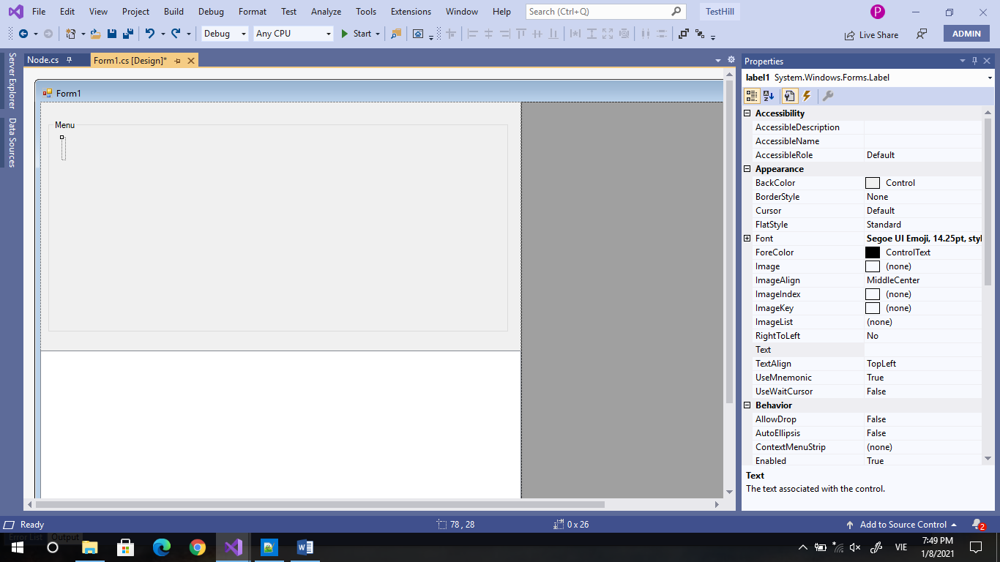 File Edit View Project Build Debug Format Test Analyze Tools Extensions Window Help Search (Ctrl+Q) TestHill P
Debug Any CPU Start Live Share ADMIN
Server Explorer
Data Sources
Node.cs Form1.cs [Design]*
Form1
Menu
Properties
label1 System.Windows.Forms.Label
Accessibility
AccessibleDescription
AccessibleName
AccessibleRole Default
Appearance
BackColor Control
BorderStyle None
Cursor Default
FlatStyle Standard
Font Segoe UI Emoji, 14.25pt, styl
ForeColor ControlText
Image (none)
ImageAlign MiddleCenter
ImageIndex (none)
ImageKey (none)
ImageList (none)
RightToLeft No
Text
TextAlign TopLeft
UseMnemonic True
UseWaitCursor False
Behavior
AllowDrop False
AutoEllipsis False
ContextMenuStrip (none)
Enabled True
Text
The text associated with the control.
Ready 78 , 28 0 x 26 Add to Source Control 2
Error List Output
VIE 7:49 PM
1/8/2021